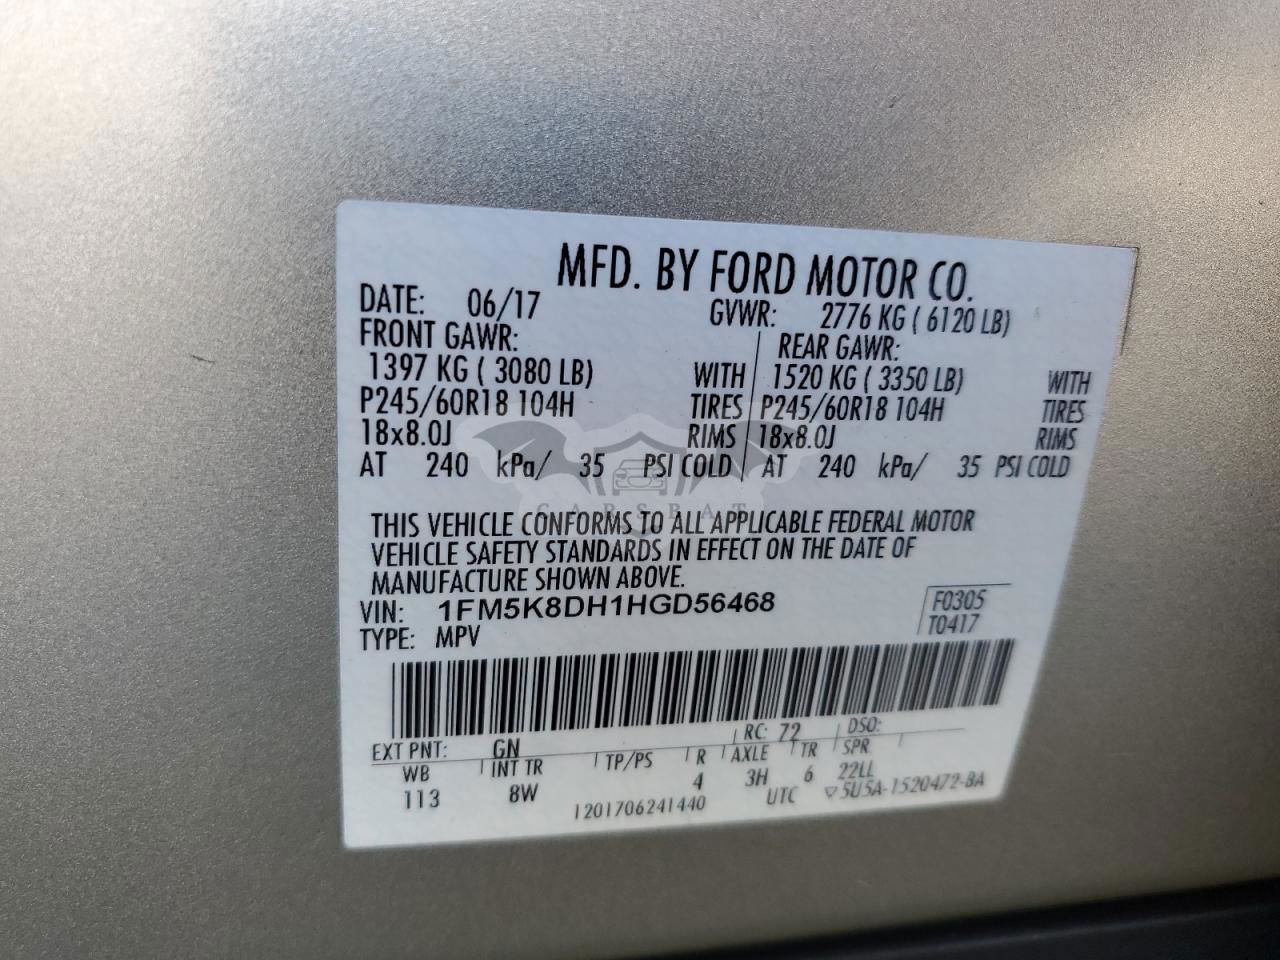 MFD. BY FORD MOTOR CO.
DATE: 06/17 GVWR: 2776 KG ( 6120 LB)
FRONT GAWR: REAR GAWR:
1397 KG ( 3080 LB) WITH 1520 KG ( 3350 LB) WITH
P245/60R18 104H TIRES P245/60R18 104H TIRES
18x8.0J RIMS 18x8.0J RIMS
AT 240 kPa/ 35 PSI COLD AT 240 kPa/ 35 PSI COLD
CARSBAT
THIS VEHICLE CONFORMS TO ALL APPLICABLE FEDERAL MOTOR
VEHICLE SAFETY STANDARDS IN EFFECT ON THE DATE OF
MANUFACTURE SHOWN ABOVE.
VIN: 1FM5K8DH1HGD56468 F0305
TYPE: MPV T0417
EXT PNT: GN RC: 72 DSO:
WB INT TR TP/PS R AXLE TR SPR
113 8W 4 3H 6 22LL
1201706241440 UTC ▽5U5A-1520472-BA